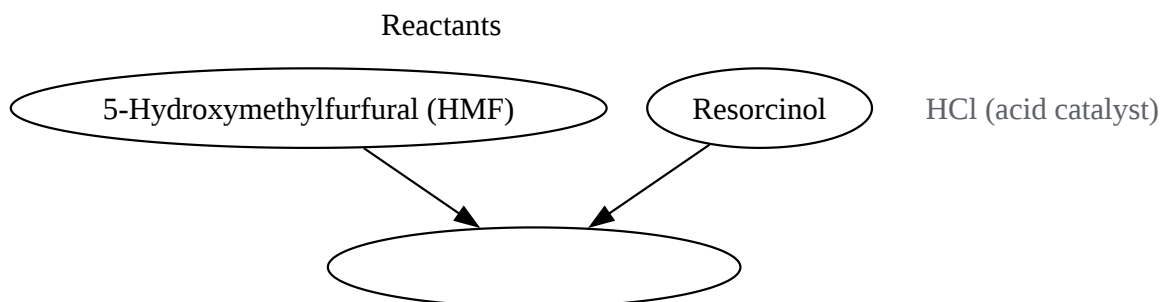 Reactants
5-Hydroxymethylfurfural (HMF)
Resorcinol
HCl (acid catalyst)